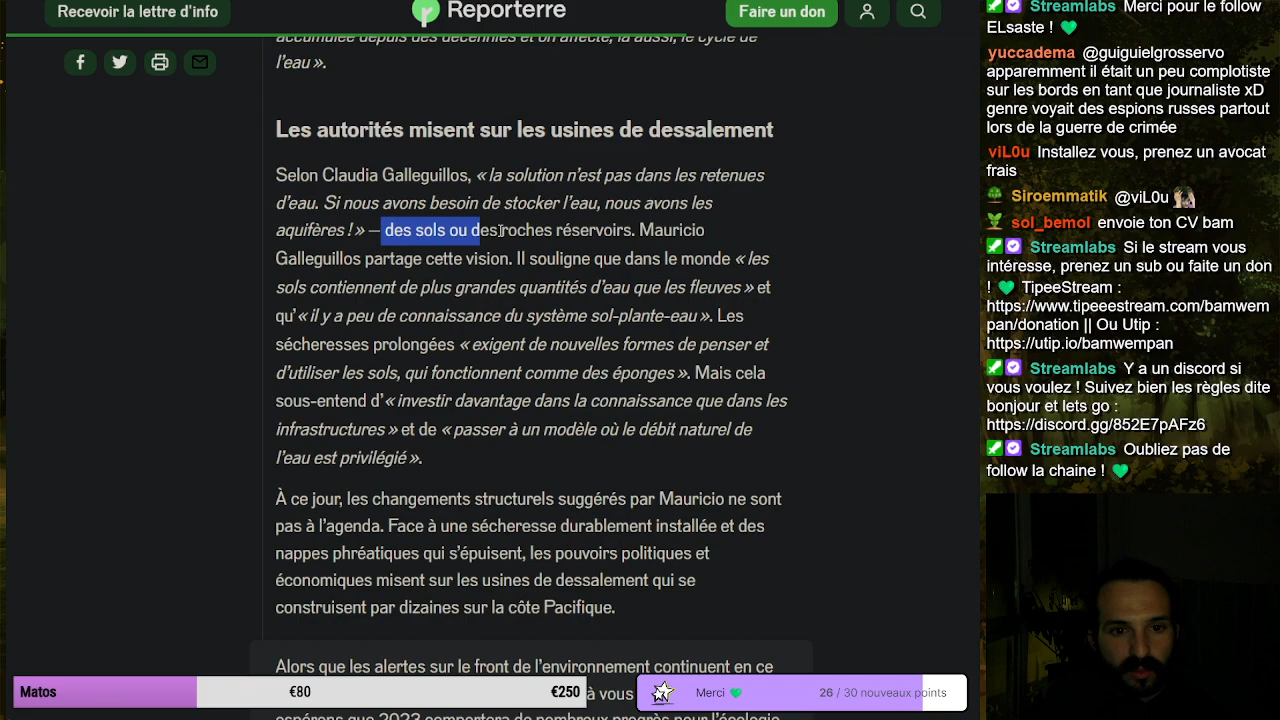 Recevoir la lettre d'info
Reporterre
Faire un don
accumulée depuis des décennies et on affecte, là aussi, le cycle de
l'eau ».
Les autorités misent sur les usines de dessalement
Selon Claudia Galleguillos, « la solution n'est pas dans les retenues
d'eau. Si nous avons besoin de stocker l'eau, nous avons les
aquifères ! » — des sols ou des roches réservoirs. Mauricio
Galleguillos partage cette vision. Il souligne que dans le monde « les
sols contiennent de plus grandes quantités d'eau que les fleuves » et
qu'« il y a peu de connaissance du système sol-plante-eau ». Les
sécheresses prolongées « exigent de nouvelles formes de penser et
d'utiliser les sols, qui fonctionnent comme des éponges ». Mais cela
sous-entend d'« investir davantage dans la connaissance que dans les
infrastructures » et de « passer à un modèle où le débit naturel de
l'eau est privilégié ».
À ce jour, les changements structurels suggérés par Mauricio ne sont
pas à l'agenda. Face à une sécheresse durablement installée et des
nappes phréatiques qui s'épuisent, les pouvoirs politiques et
économiques misent sur les usines de dessalement qui se
construisent par dizaines sur la côte Pacifique.
Alors que les alertes sur le front de l'environnement continuent en ce
à vous
espérons que 2023 comportera de nombreux progrès pour l'écologie
Matos
€80
€250
Merci
26 / 30 nouveaux points
Streamlabs Merci pour le follow
ELsaste !
yuccadema @guiguielgrosservo
apparemment il était un peu complotiste
sur les bords en tant que journaliste xD
genre voyait des espions russes partout
lors de la guerre de crimée
viL0u Installez vous, prenez un avocat
frais
Siroemmatik @viL0u
sol_bemol envoie ton CV bam
Streamlabs Si le stream vous
intéresse, prenez un sub ou faite un don
! TipeeStream :
https://www.tipeeestream.com/bamwem
pan/donation || Ou Utip :
https://utip.io/bamwempan
Streamlabs Y a un discord si
vous voulez ! Suivez bien les règles dite
bonjour et lets go :
https://discord.gg/852E7pAFz6
Streamlabs Oubliez pas de
follow la chaine !